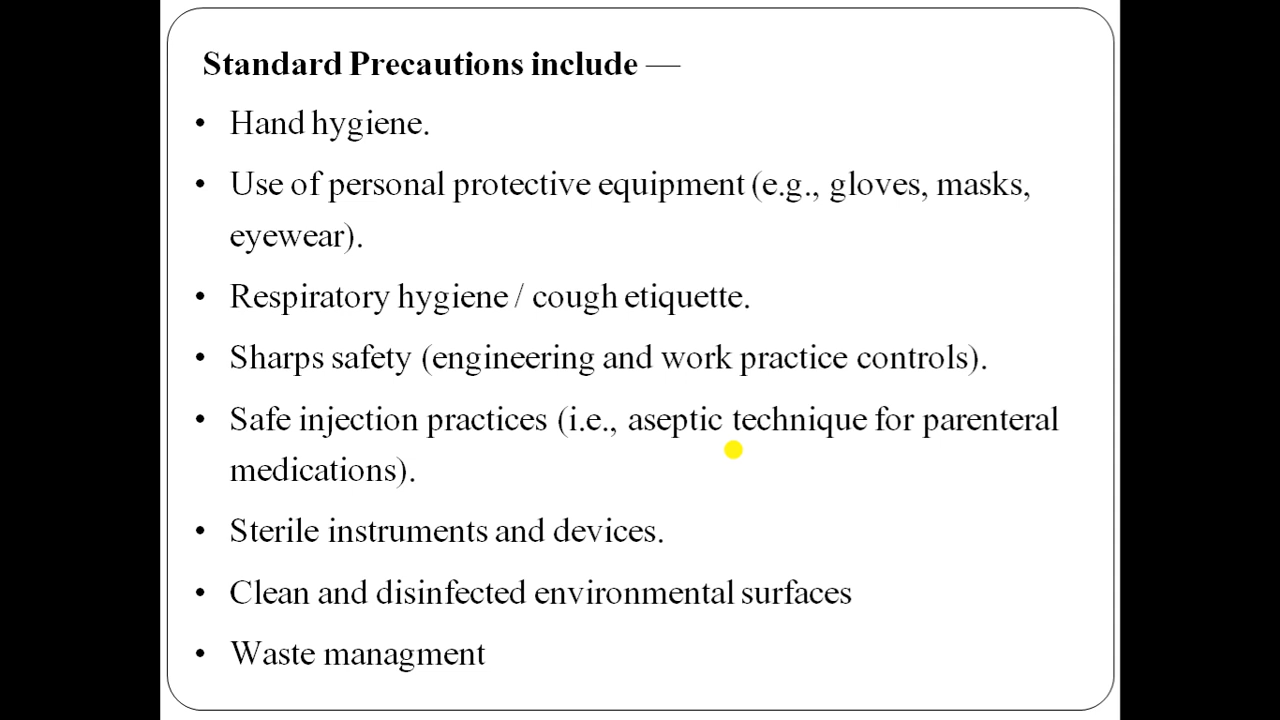 Standard Precautions include —
• Hand hygiene.
• Use of personal protective equipment (e.g., gloves, masks,
eyewear).
• Respiratory hygiene / cough etiquette.
• Sharps safety (engineering and work practice controls).
• Safe injection practices (i.e., aseptic technique for parenteral
medications).
• Sterile instruments and devices.
• Clean and disinfected environmental surfaces
• Waste managment